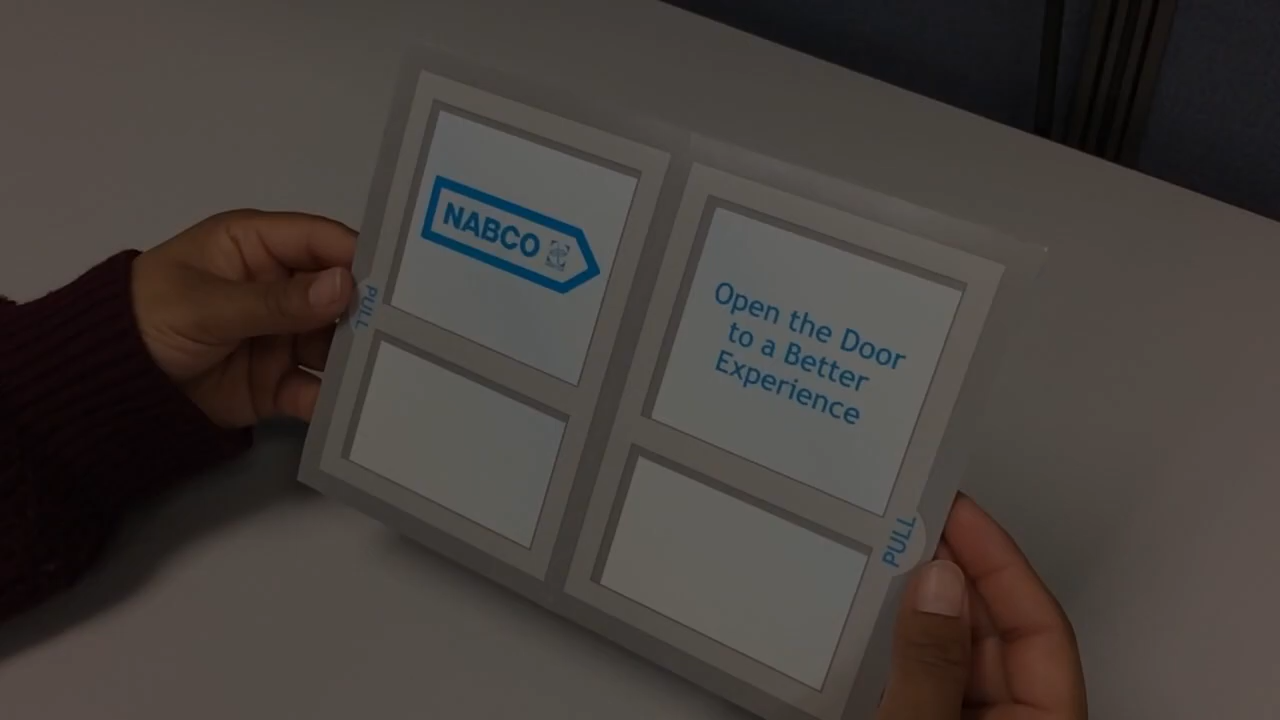 NABCO
Open the Door
to a Better
Experience
PULL
PULL